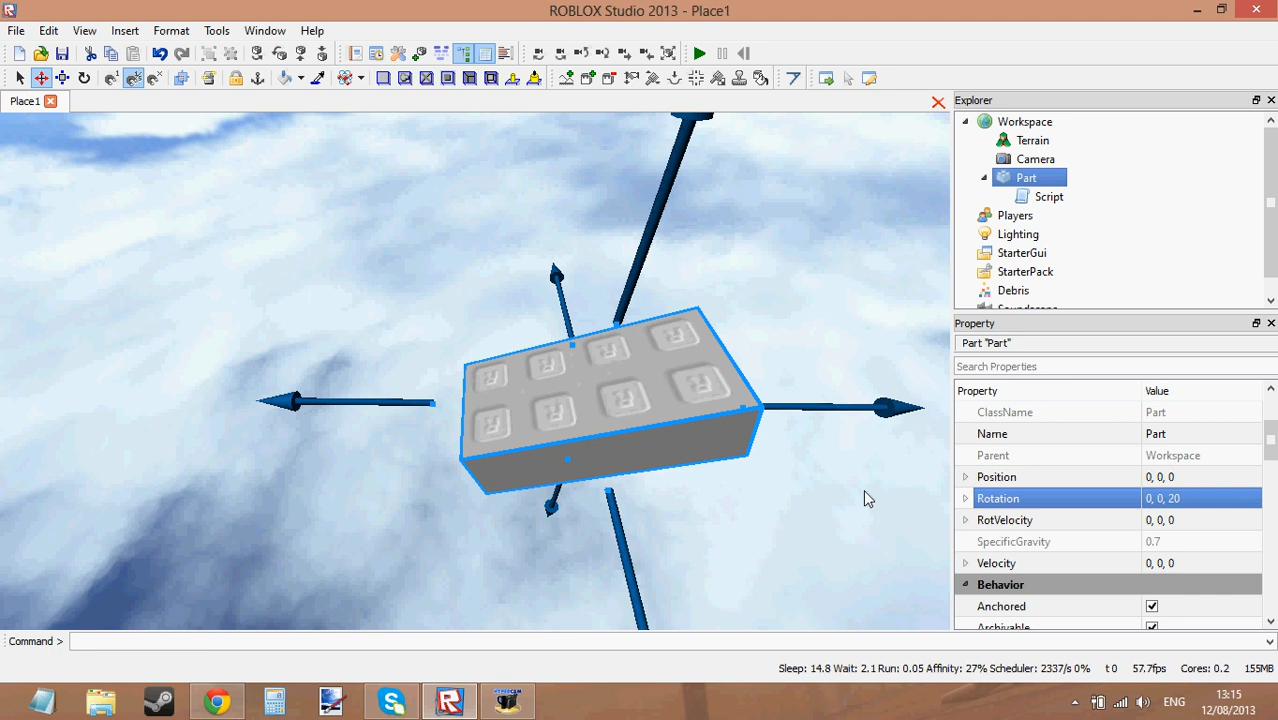 ROBLOX Studio 2013 - Place1
File Edit View Insert Format Tools Window Help
Place1
Explorer
Workspace
Terrain
Camera
Part
Script
Players
Lighting
StarterGui
StarterPack
Debris
Soundscape
Property
Part "Part"
Search Properties
Property Value
ClassName Part
Name Part
Parent Workspace
Position 0, 0, 0
Rotation 0, 0, 20
RotVelocity 0, 0, 0
SpecificGravity 0.7
Velocity 0, 0, 0
Behavior
Anchored
Archivable
Command >
Sleep: 14.8 Wait: 2.1 Run: 0.05 Affinity: 27% Scheduler: 2337/s 0% t 0 57.7fps Cores: 0.2 155MB
HYPERCAM
ENG
13:15
12/08/2013